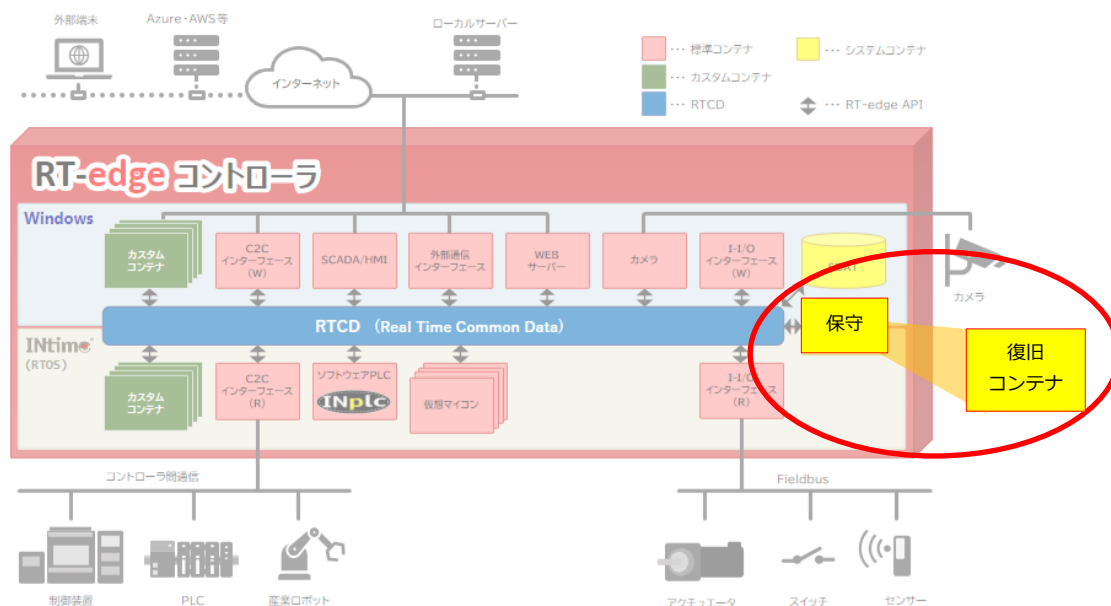 外部端末
Azure・AWS等
ローカルサーバー
インターネット
… 標準コンテナ
… システムコンテナ
… カスタムコンテナ
… RTCD
… RT-edge API
RT-edge コントローラ
Windows
カスタム
コンテナ
C2C
インターフェース
(W)
SCADA/HMI
外部通信
インターフェース
WEB
サーバー
カメラ
I-I/O
インターフェース
(W)
カメラ
RTCD （Real Time Common Data）
保守
復旧
コンテナ
INtime
(RTOS)
カスタム
コンテナ
C2C
インターフェース
(R)
ソフトウェアPLC
INplc
仮想マイコン
I-I/O
インターフェース
(R)
コントローラ間通信
Fieldbus
制御装置
PLC
産業ロボット
アクチュエータ
スイッチ
センサー